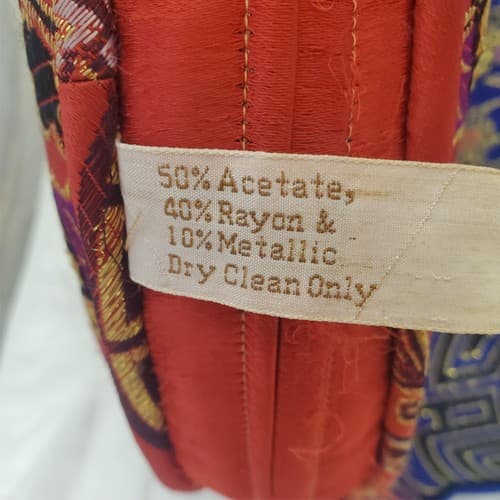 50% Acetate,
40% Rayon &
10% Metallic
Dry Clean Only